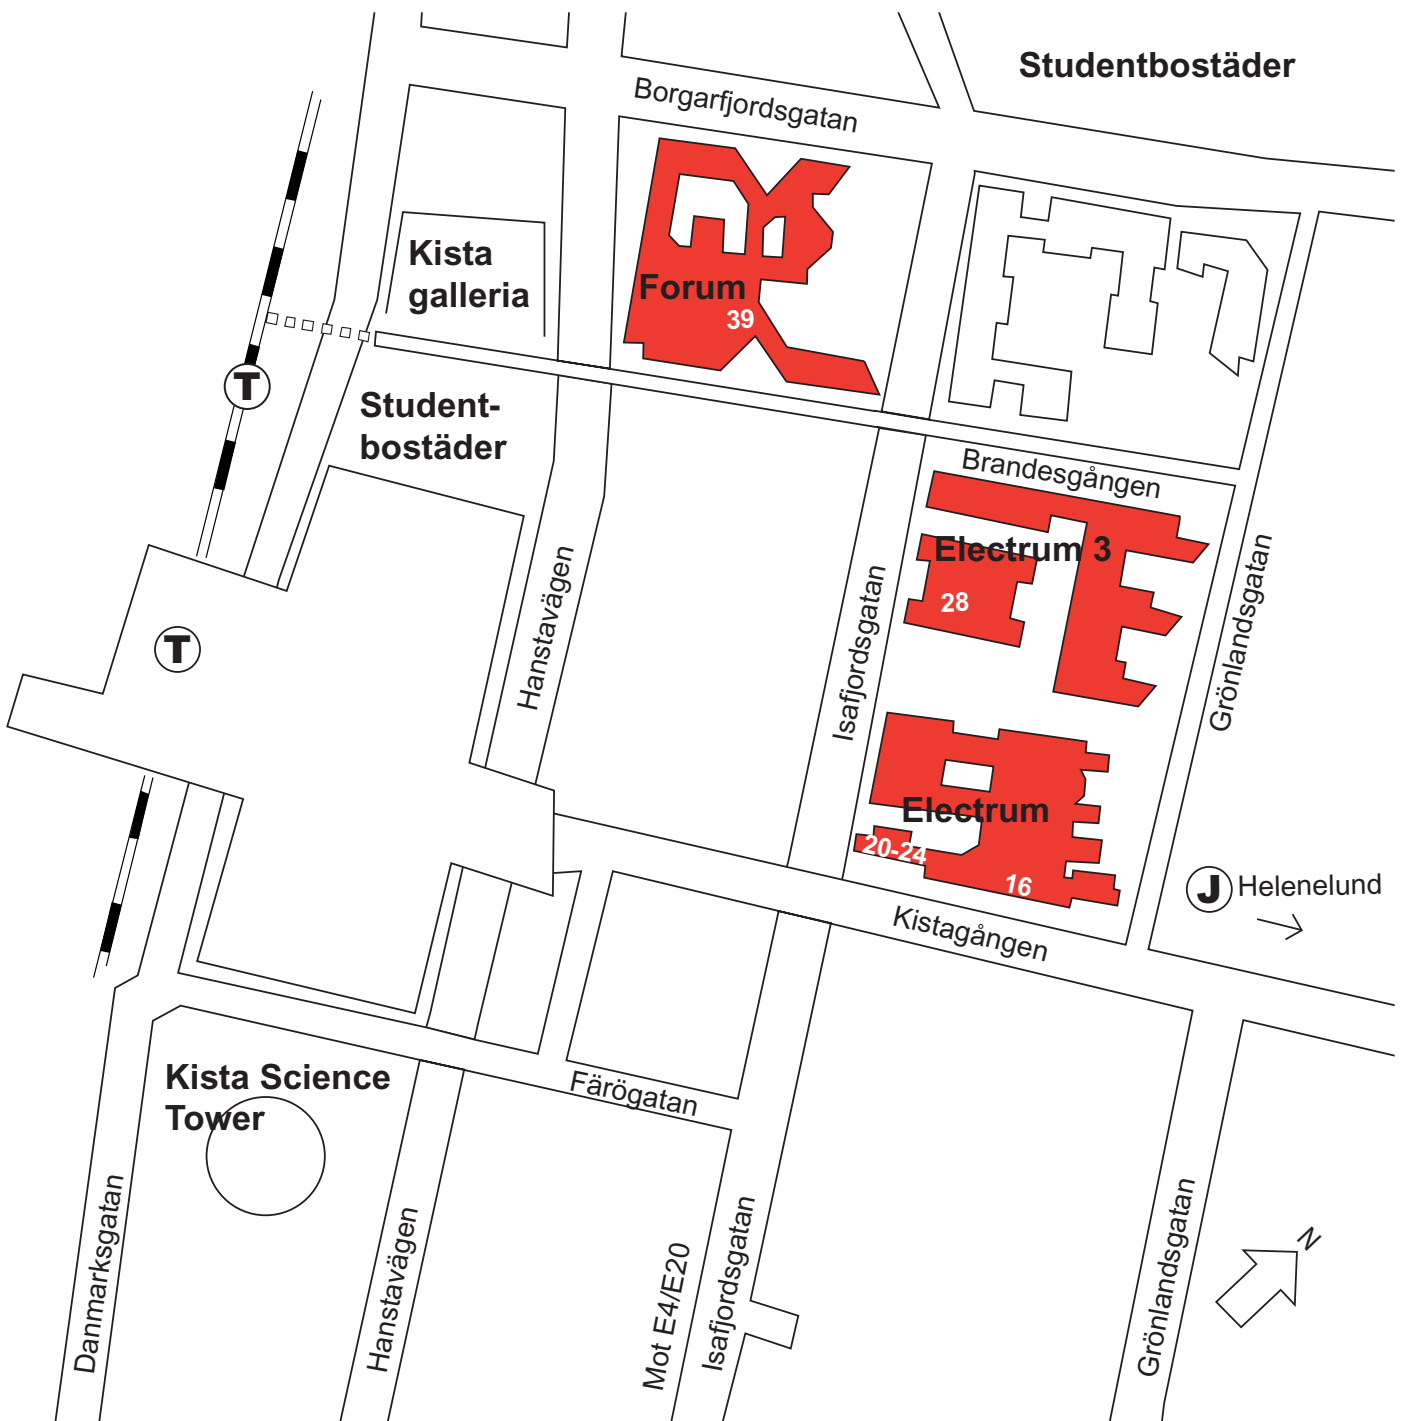 Studentbostäder
Borgarfjordsgatan
Kista
galleria
Forum
39
T
Student-
bostäder
Brandesgången
Electrum 3
28
Hanstavägen
Isafjordsgatan
Grönlandsgatan
T
Electrum
20-24
16
J Helenelund
Kistagången
Kista Science
Tower
Färögatan
Danmarksgatan
Hanstavägen
Mot E4/E20
Isafjordsgatan
Grönlandsgatan
N